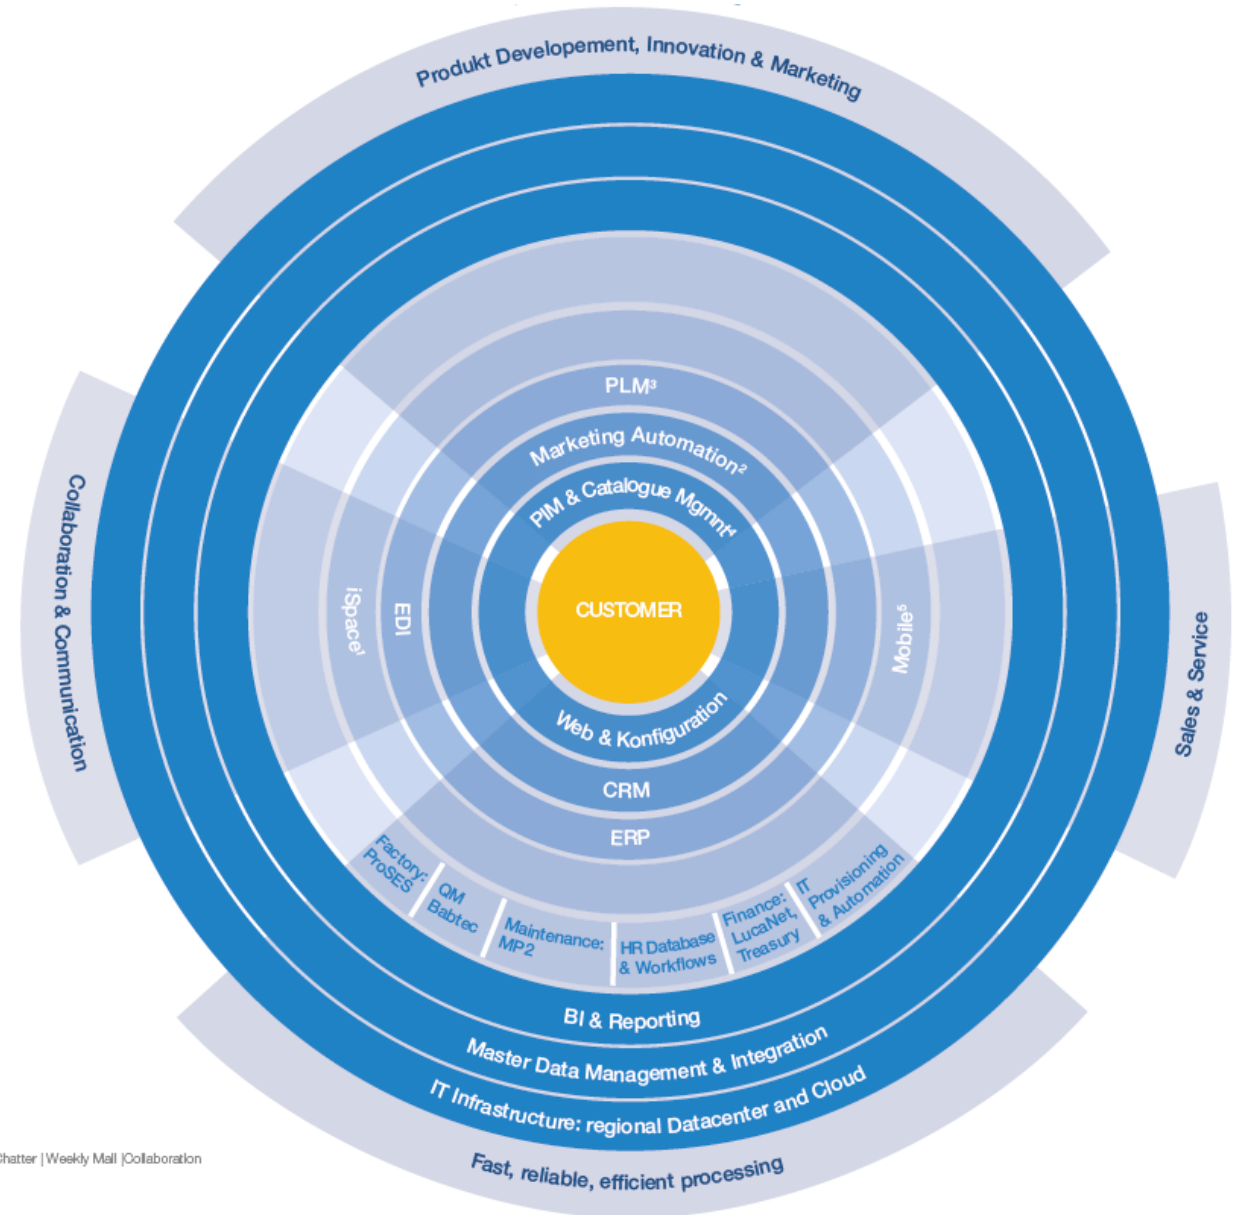 Produkt Developement, Innovation & Marketing
PLM³
Marketing Automation²
PIM & Catalogue Mgmnt⁴
CUSTOMER
Collaboration & Communication
iSpace¹
EDI
Mobile⁵
Sales & Service
Web & Konfiguration
CRM
ERP
Factory:
ProSES
QM
Babtec
Maintenance:
MP2
HR Database
& Workflows
Finance:
LucaNet,
Treasury
IT
Provisioning
& Automation
BI & Reporting
Master Data Management & Integration
IT Infrastructure: regional Datacenter and Cloud
Fast, reliable, efficient processing
hatter | Weekly Mail |Collaboration